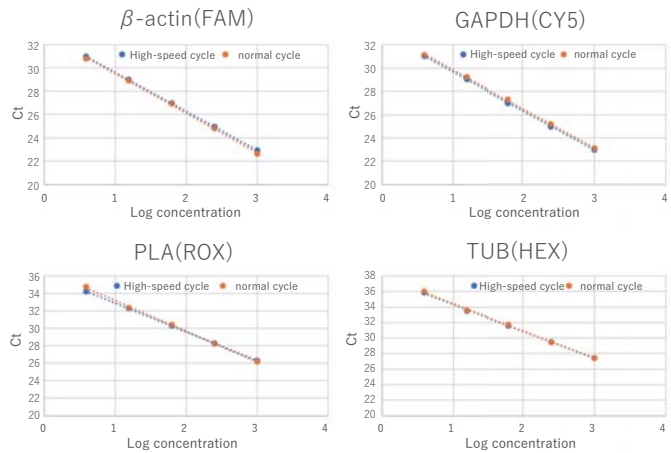 β-actin(FAM)
32
30
28
26
24
22
20
Ct
High-speed cycle
normal cycle
0
1
2
3
4
Log concentration
GAPDH(CY5)
32
30
28
26
24
22
20
Ct
High-speed cycle
normal cycle
0
1
2
3
4
Log concentration
PLA(ROX)
36
34
32
30
28
26
24
22
20
Ct
High-speed cycle
normal cycle
0
1
2
3
4
Log concentration
TUB(HEX)
38
36
34
32
30
28
26
24
22
20
Ct
High-speed cycle
normal cycle
0
1
2
3
4
Log concentration